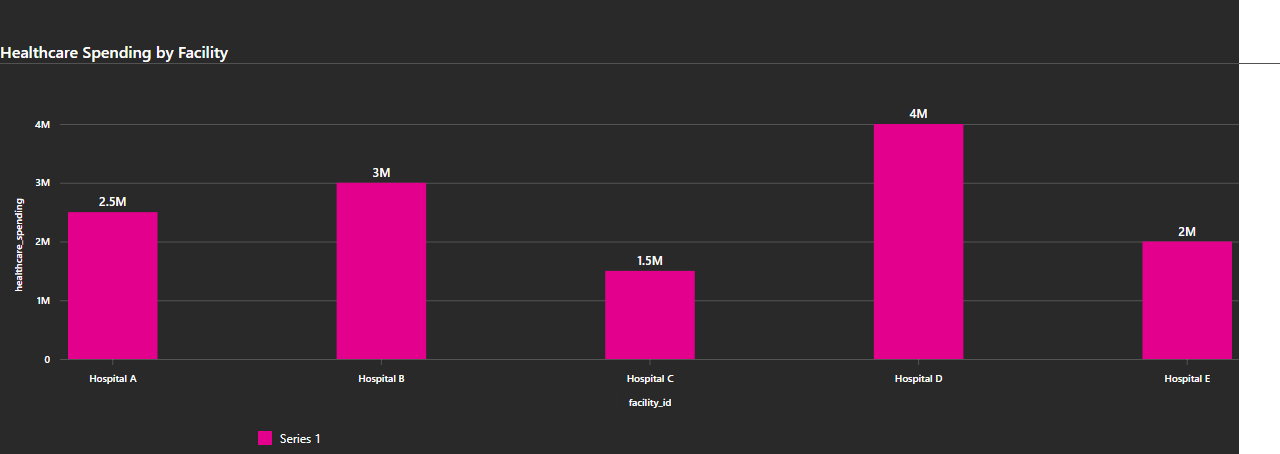 Healthcare Spending by Facility
4M
3M
2M
1M
0
healthcare_spending
2.5M
3M
1.5M
4M
2M
Hospital A
Hospital B
Hospital C
Hospital D
Hospital E
facility_id
Series 1